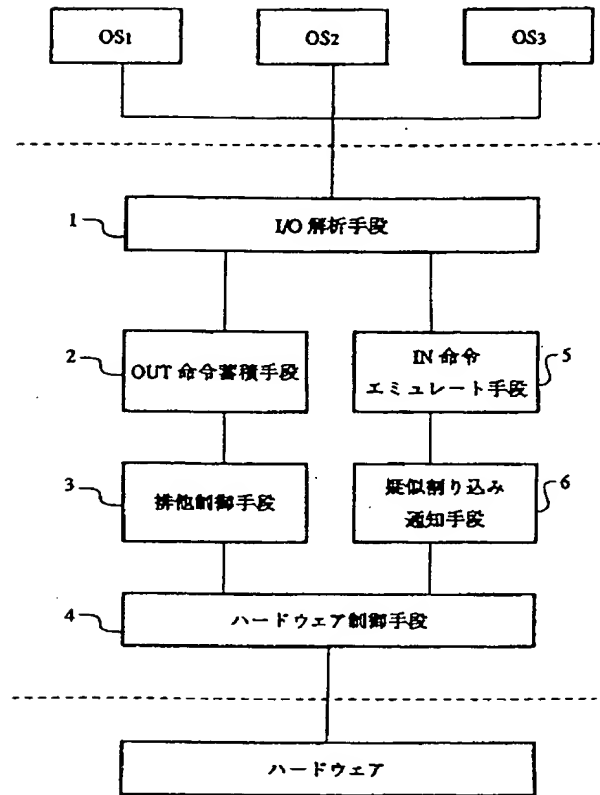 OS1
OS2
OS3
1
I/O 解析手段
2
OUT 命令蓄積手段
IN 命令
エミュレート手段
5
3
排他制御手段
疑似割り込み
通知手段
6
4
ハードウェア制御手段
ハードウェア